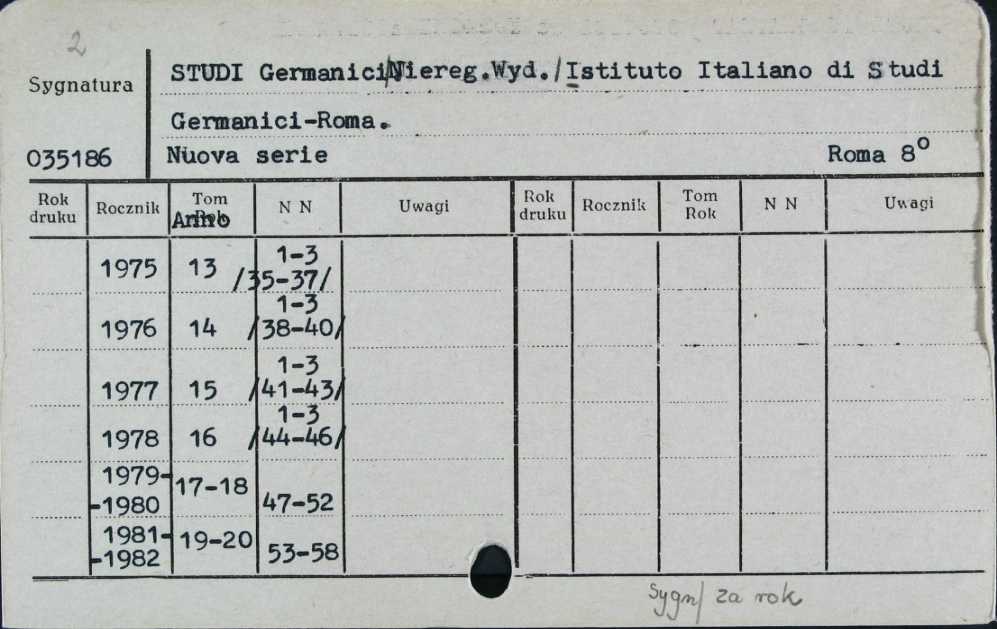 2
Sygnatura
STUDI Germanici/Niereg.Wyd./Istituto Italiano di Studi
Germanici-Roma.
035186
Nuova serie Roma 8o
Rok druku Rocznik Tom Rok Anno N N Uwagi Rok druku Rocznik Tom Rok N N Uwagi
1975 13 1-3 /35-37/
1976 14 1-3 /38-40/
1977 15 1-3 /41-43/
1978 16 1-3 /44-46/
1979--1980 17-18 47-52
1981--1982 19-20 53-58
Sygn/ za rok